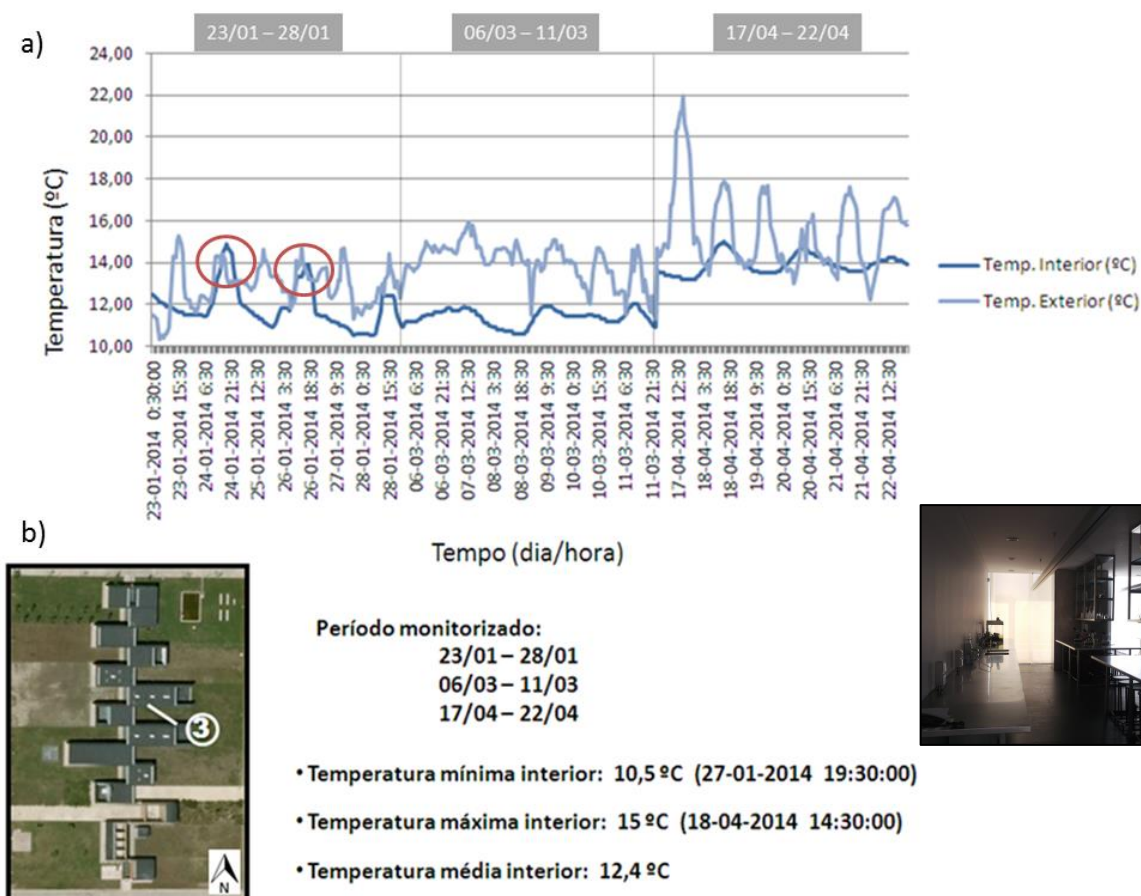 23/01 – 28/01
06/03 – 11/03
17/04 – 22/04
a)
24,00
22,00
20,00
18,00
16,00
14,00
12,00
10,00
Temperatura (ºC)
Temp. Interior (ºC)
Temp. Exterior (ºC)
23-01-2014 0:30:00
23-01-2014 15:30
24-01-2014 6:30
24-01-2014 21:30
25-01-2014 12:30
26-01-2014 3:30
26-01-2014 18:30
27-01-2014 9:30
28-01-2014 0:30
28-01-2014 15:30
06-03-2014 6:30
06-03-2014 21:30
07-03-2014 12:30
08-03-2014 3:30
08-03-2014 18:30
09-03-2014 9:30
10-03-2014 0:30
10-03-2014 15:30
11-03-2014 6:30
11-03-2014 21:30
17-04-2014 12:30
18-04-2014 3:30
18-04-2014 18:30
19-04-2014 9:30
20-04-2014 0:30
20-04-2014 15:30
21-04-2014 6:30
21-04-2014 21:30
22-04-2014 12:30
Tempo (dia/hora)
b)
3
N
Período monitorizado:
23/01 – 28/01
06/03 – 11/03
17/04 – 22/04
• Temperatura mínima interior: 10,5 ºC (27-01-2014 19:30:00)
• Temperatura máxima interior: 15 ºC (18-04-2014 14:30:00)
• Temperatura média interior: 12,4 ºC